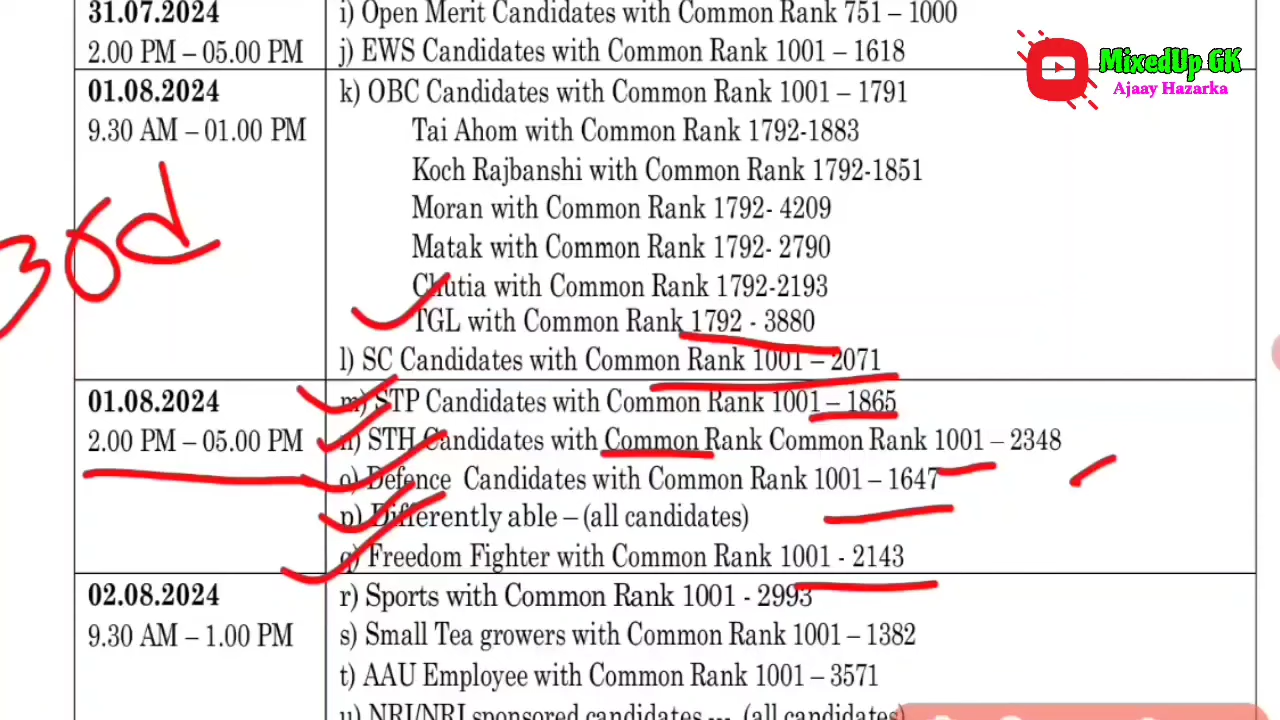 31.07.2024
2.00 PM – 05.00 PM
i) Open Merit Candidates with Common Rank 751 – 1000
j) EWS Candidates with Common Rank 1001 – 1618
MixedUp GK
Ajaay Hazarka
01.08.2024
9.30 AM – 01.00 PM
k) OBC Candidates with Common Rank 1001 – 1791
Tai Ahom with Common Rank 1792-1883
Koch Rajbanshi with Common Rank 1792-1851
Moran with Common Rank 1792- 4209
Matak with Common Rank 1792- 2790
Chutia with Common Rank 1792-2193
TGL with Common Rank 1792 - 3880
l) SC Candidates with Common Rank 1001 – 2071
3rd
01.08.2024
2.00 PM – 05.00 PM
m) STP Candidates with Common Rank 1001 – 1865
n) STH Candidates with Common Rank Common Rank 1001 – 2348
o) Defence Candidates with Common Rank 1001 – 1647
p) Differently able – (all candidates)
q) Freedom Fighter with Common Rank 1001 - 2143
02.08.2024
9.30 AM – 1.00 PM
r) Sports with Common Rank 1001 - 2993
s) Small Tea growers with Common Rank 1001 – 1382
t) AAU Employee with Common Rank 1001 – 3571
u) NRI/NRI sponsored candidates --- (all candidates)